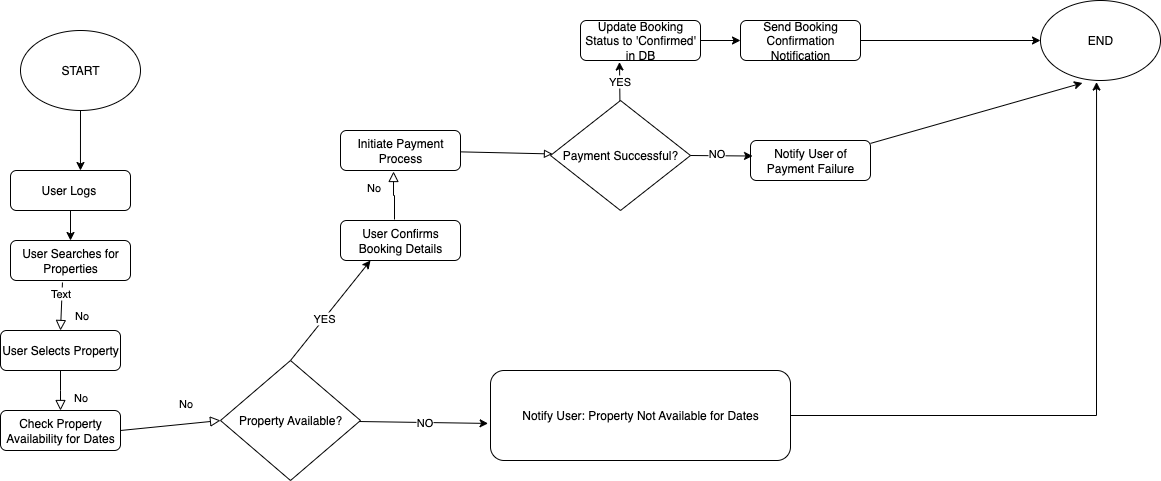 START
User Logs
User Searches for
Properties
Text
No
User Selects Property
No
Check Property
Availability for Dates
No
Property Available?
YES
User Confirms
Booking Details
No
Initiate Payment
Process
Payment Successful?
YES
Update Booking
Status to 'Confirmed'
in DB
Send Booking
Confirmation
Notification
END
NO
Notify User of
Payment Failure
NO
Notify User: Property Not Available for Dates